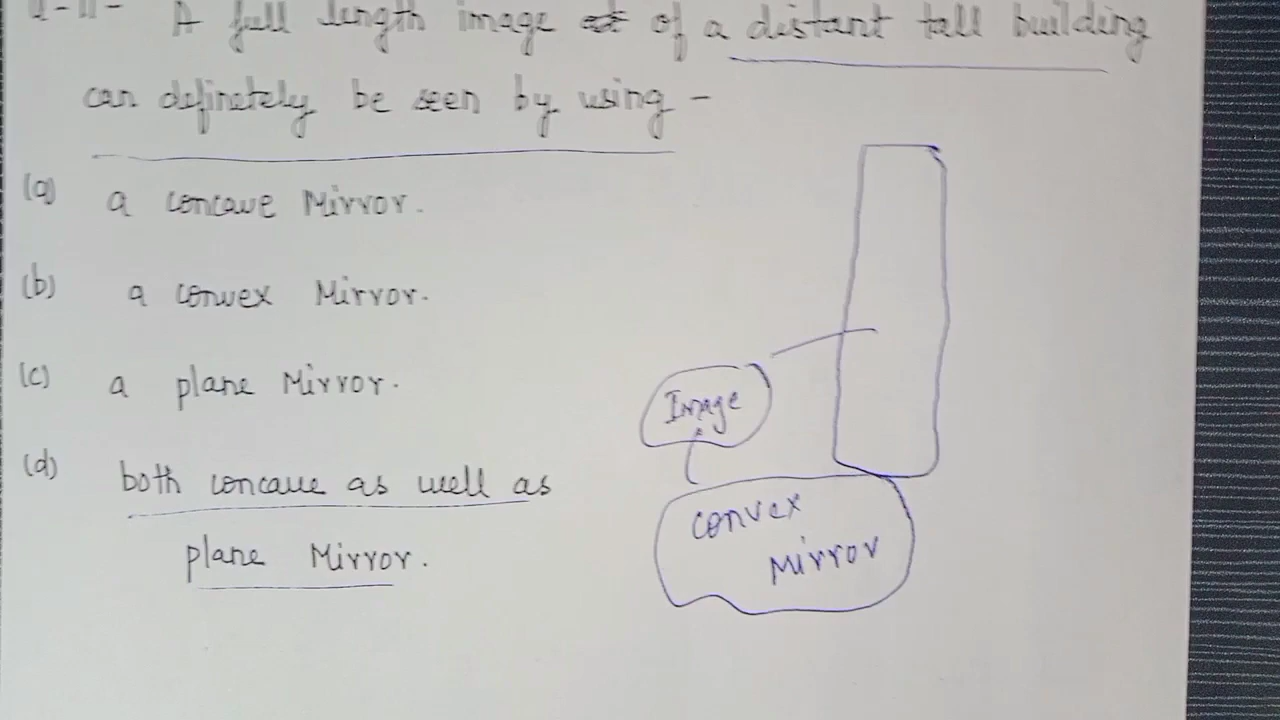 A full length image of a distant tall building
can definetely be seen by using -
(a) a concave Mirror.
(b) a convex Mirror.
(c) a plane Mirror.
(d) both concave as well as
plane Mirror.
Image
convex
Mirror